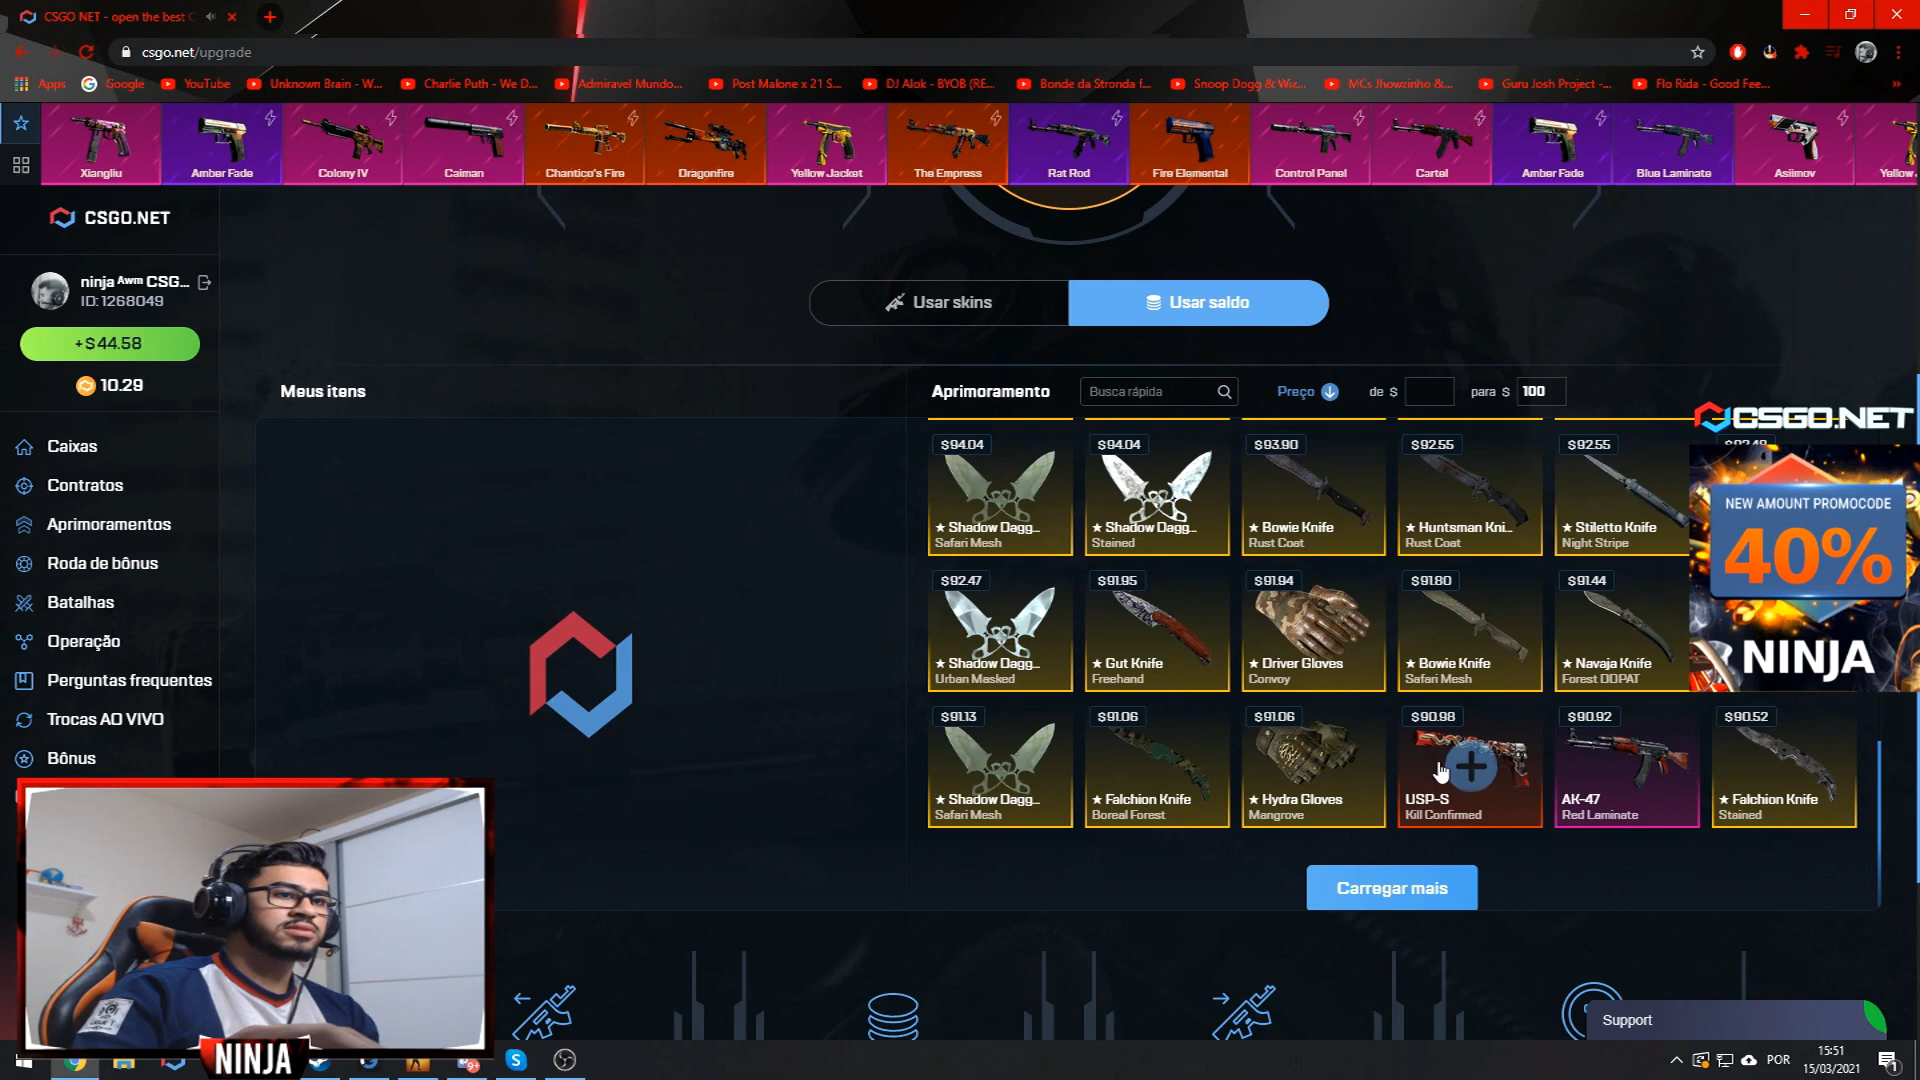 CSGO NET - open the best C
csgo.net/upgrade
Apps
Google
YouTube
Unknown Brain - W...
Charlie Puth - We D...
Admiravel Mundo...
Post Malone x 21 S...
DJ Alok - BYOB (RE...
Bonde da Stronda f...
Snoop Dogg & Wiz...
MCs Jhowzinho &...
Guru Josh Project -...
Flo Rida - Good Fee...
Xiangliu
Amber Fade
Colony IV
Caiman
Chantico's Fire
Dragonfire
Yellow Jacket
The Empress
Rat Rod
Fire Elemental
Control Panel
Cartel
Amber Fade
Blue Laminate
Asiimov
Yellow
CSGO.NET
ninja Awm CSG...
ID: 1268049
+$44.58
10.29
Caixas
Contratos
Aprimoramentos
Roda de bônus
Batalhas
Operação
Perguntas frequentes
Trocas AO VIVO
Bônus
Usar skins
Usar saldo
Meus itens
Aprimoramento
Busca rápida
Preço
de $
para $ 100
$94.04
★ Shadow Dagg...
Safari Mesh
$94.04
★ Shadow Dagg...
Stained
$93.90
★ Bowie Knife
Rust Coat
$92.55
★ Huntsman Kni...
Rust Coat
$92.55
★ Stiletto Knife
Night Stripe
$92.47
★ Shadow Dagg...
Urban Masked
$91.95
★ Gut Knife
Freehand
$91.94
★ Driver Gloves
Convoy
$91.80
★ Bowie Knife
Safari Mesh
$91.44
★ Navaja Knife
Forest DDPAT
$91.13
★ Shadow Dagg...
Safari Mesh
$91.06
★ Falchion Knife
Boreal Forest
$91.06
★ Hydra Gloves
Mangrove
$90.98
USP-S
Kill Confirmed
$90.92
AK-47
Red Laminate
$90.52
★ Falchion Knife
Stained
Carregar mais
CSGO.NET
NEW AMOUNT PROMOCODE
40%
NINJA
NINJA
Support
9+
POR
15:51
15/03/2021
1